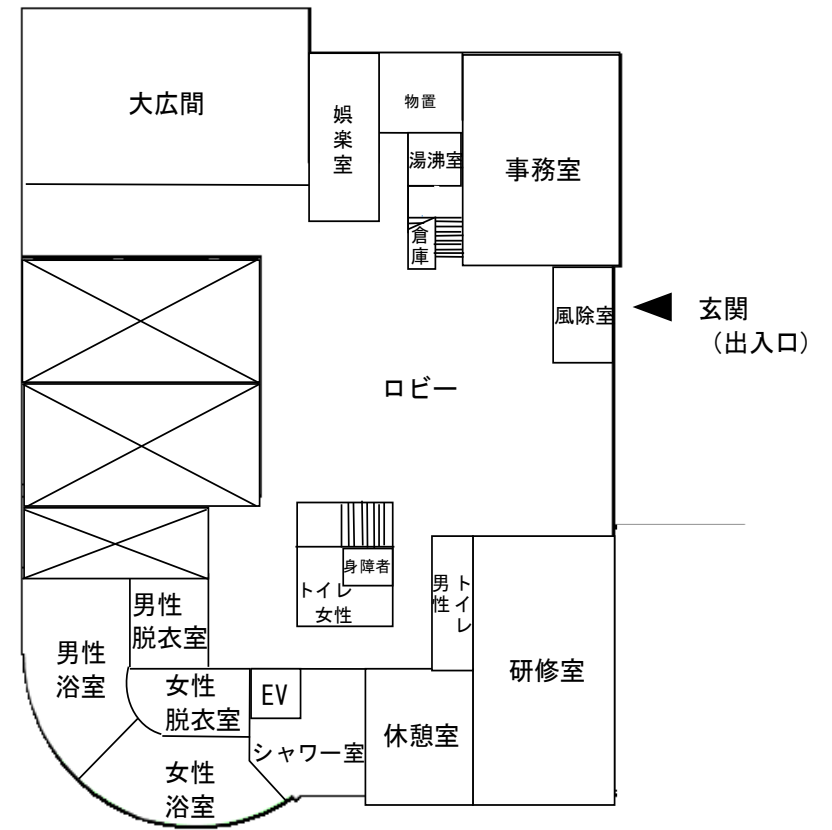 大広間
娯楽室
物置
湯沸室
事務室
倉庫
風除室
玄関
（出入口）
ロビー
身障者
トイレ
女性
男性
トイレ
研修室
男性
脱衣室
男性
浴室
女性
脱衣室
EV
シャワー室
休憩室
女性
浴室